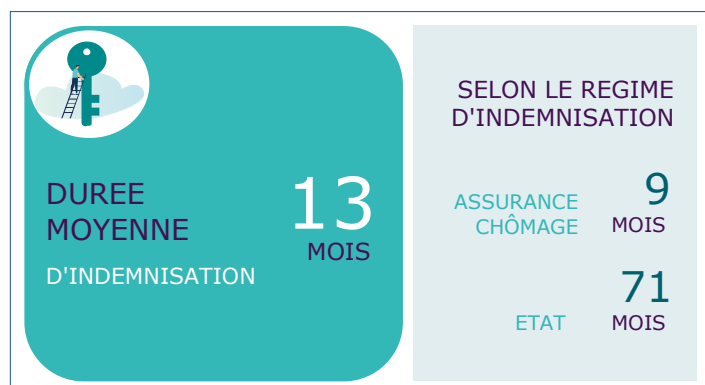 DUREE
MOYENNE
D'INDEMNISATION
13
MOIS
SELON LE REGIME
D'INDEMNISATION
ASSURANCE
CHÔMAGE
9
MOIS
ETAT
71
MOIS